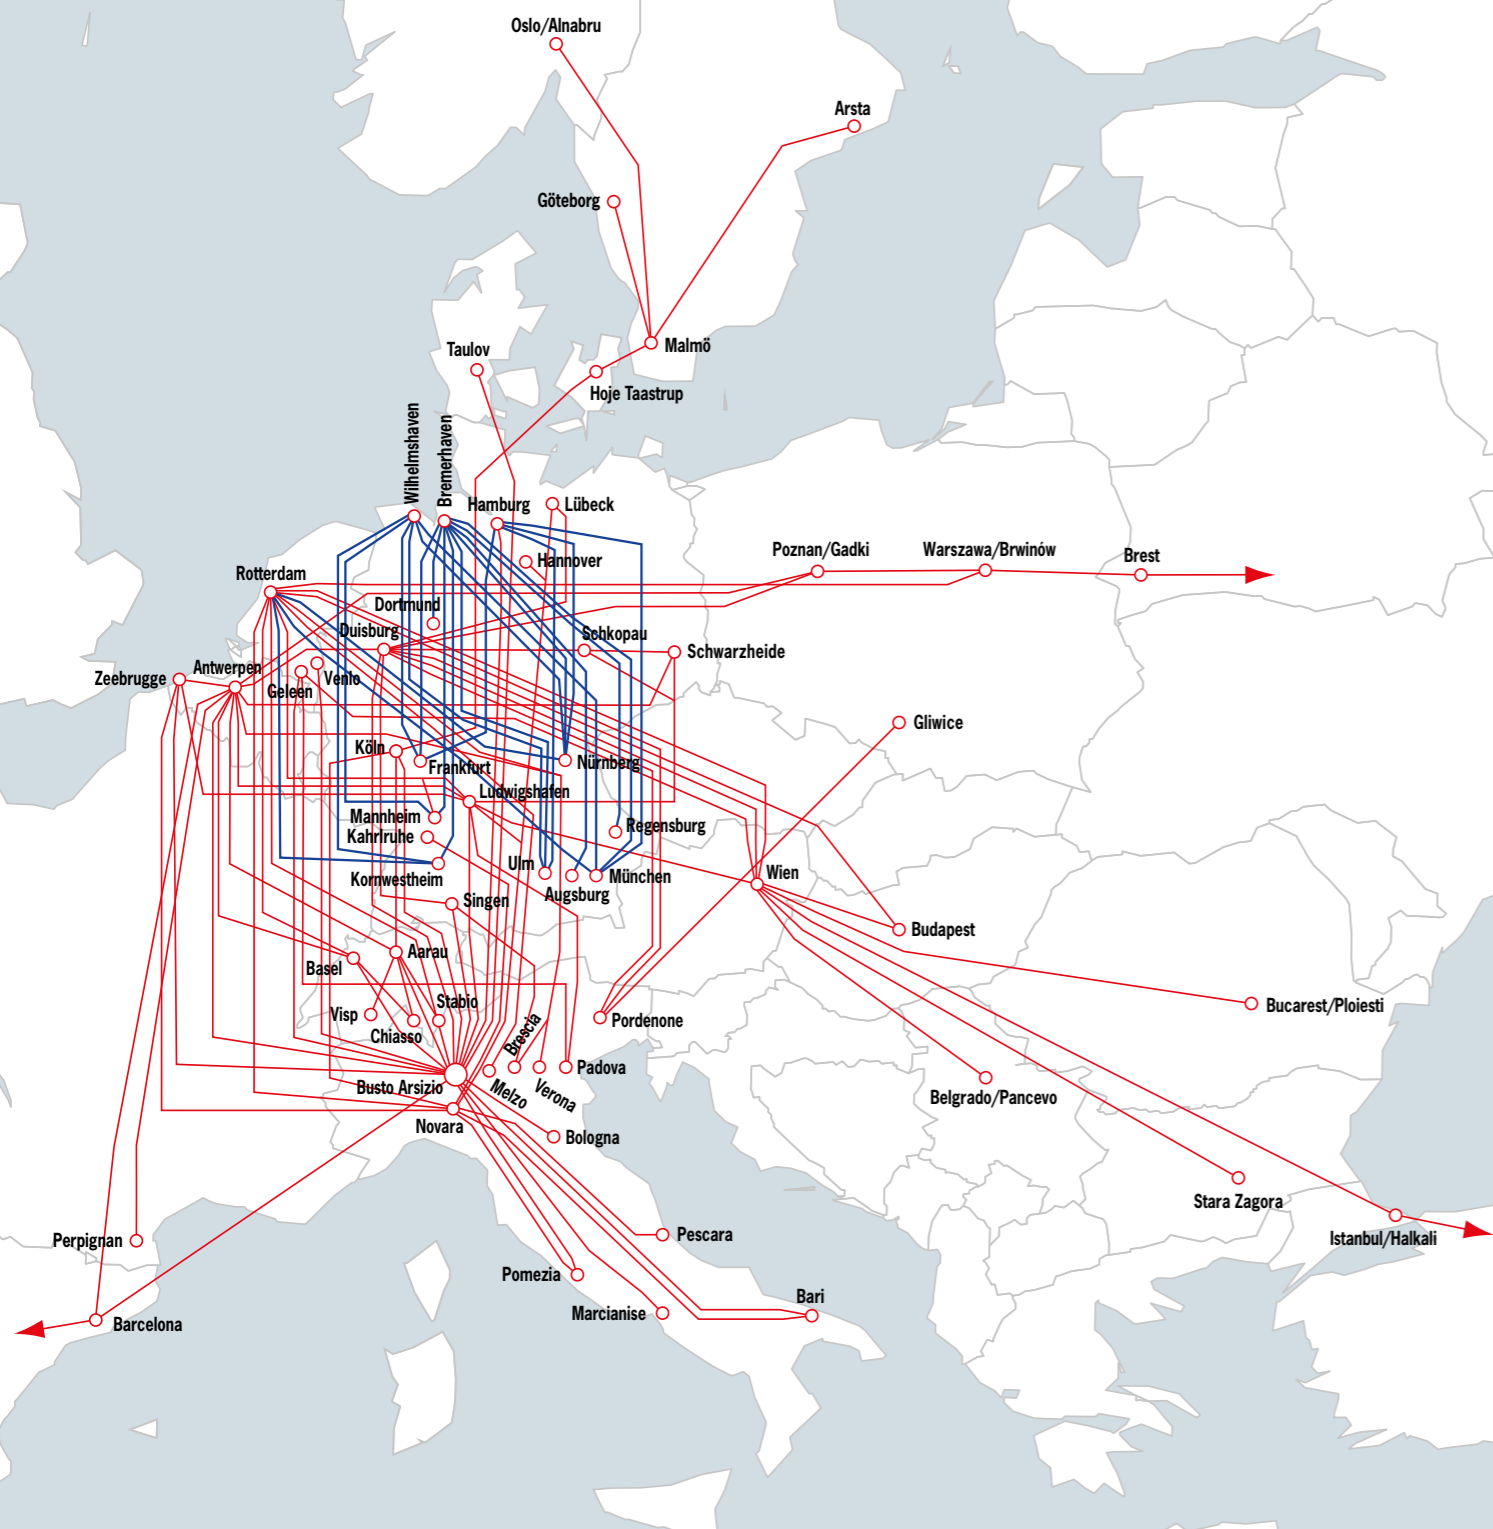 Oslo/Alnabru
Arsta
Göteborg
Malmö
Taulov
Hoje Taastrup
Wilhelmshaven
Bremerhaven
Hamburg
Lübeck
Hannover
Poznan/Gadki
Warszawa/Brwinów
Brest
Rotterdam
Dortmund
Duisburg
Schkopau
Schwarzheide
Zeebrugge
Antwerpen
Geleen
Venlo
Gliwice
Köln
Frankfurt
Nürnberg
Ludwigshafen
Mannheim
Kahrlruhe
Regensburg
Kornwestheim
Ulm
Augsburg
München
Wien
Singen
Budapest
Aarau
Basel
Stabio
Visp
Chiasso
Brescia
Pordenone
Bucarest/Ploiesti
Busto Arsizio
Melzo
Verona
Padova
Belgrado/Pancevo
Novara
Bologna
Stara Zagora
Perpignan
Pescara
Istanbul/Halkali
Pomezia
Marcianise
Bari
Barcelona